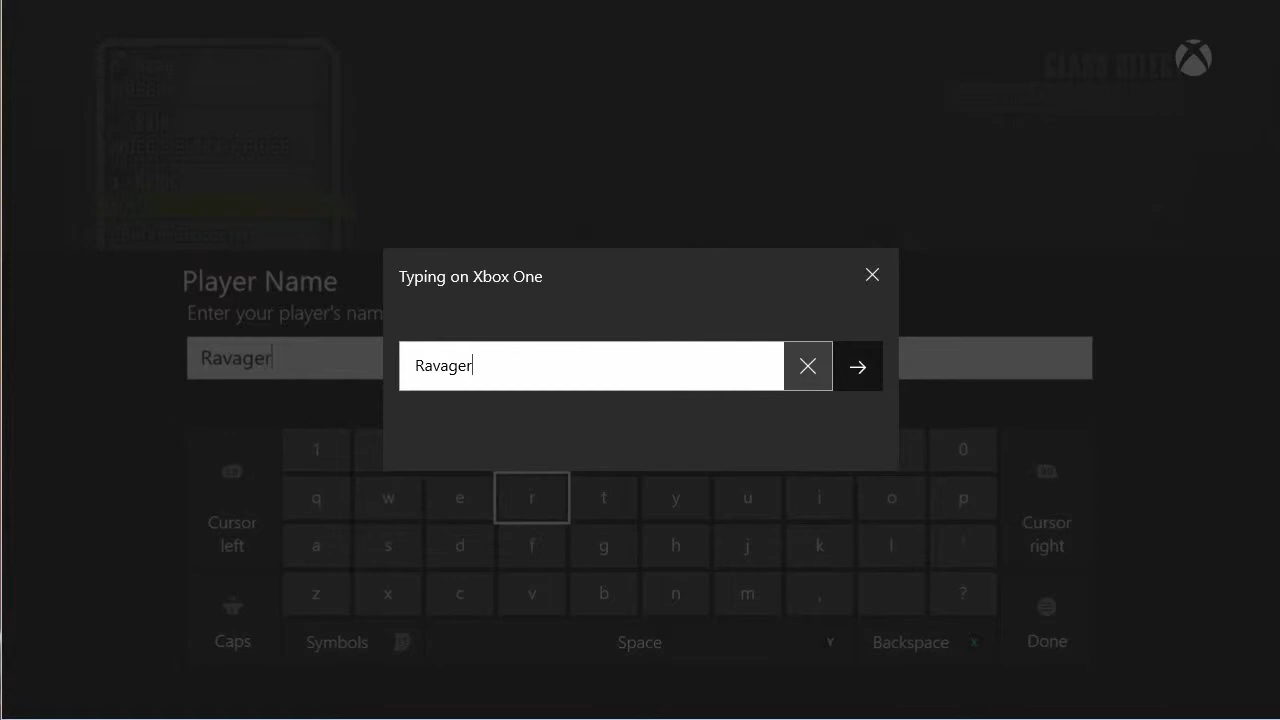 Player Name
Enter your player's nam
Ravager
Typing on Xbox One
Ravager
1 0
q w e r t y u i o p
a s d f g h j k l '
z x c v b n m , ?
Cursor left
Cursor right
Caps
Symbols
Space
Y
Backspace
X
Done